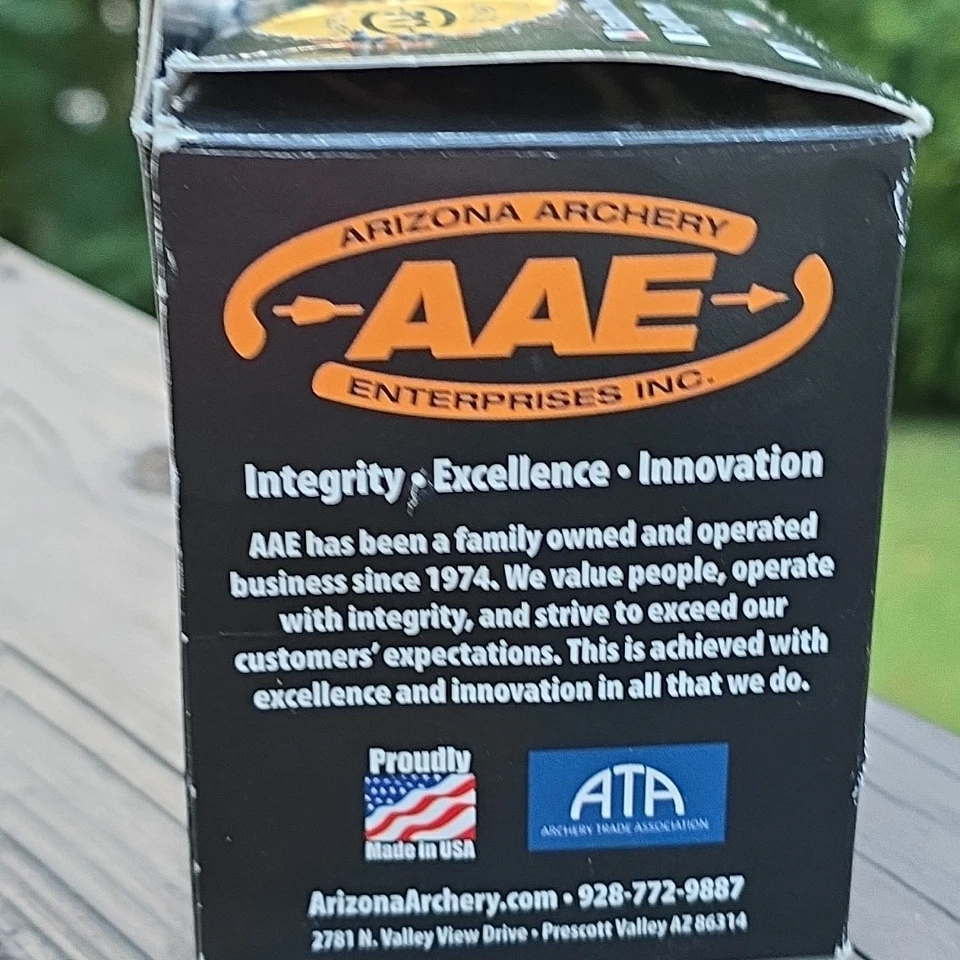 ARIZONA ARCHERY
AAE
ENTERPRISES INC.
Integrity • Excellence • Innovation
AAE has been a family owned and operated
business since 1974. We value people, operate
with integrity, and strive to exceed our
customers' expectations. This is achieved with
excellence and innovation in all that we do.
Proudly
Made in USA
ATA
ARCHERY TRADE ASSOCIATION
ArizonaArchery.com • 928-772-9887
2781 N. Valley View Drive • Prescott Valley AZ 86314